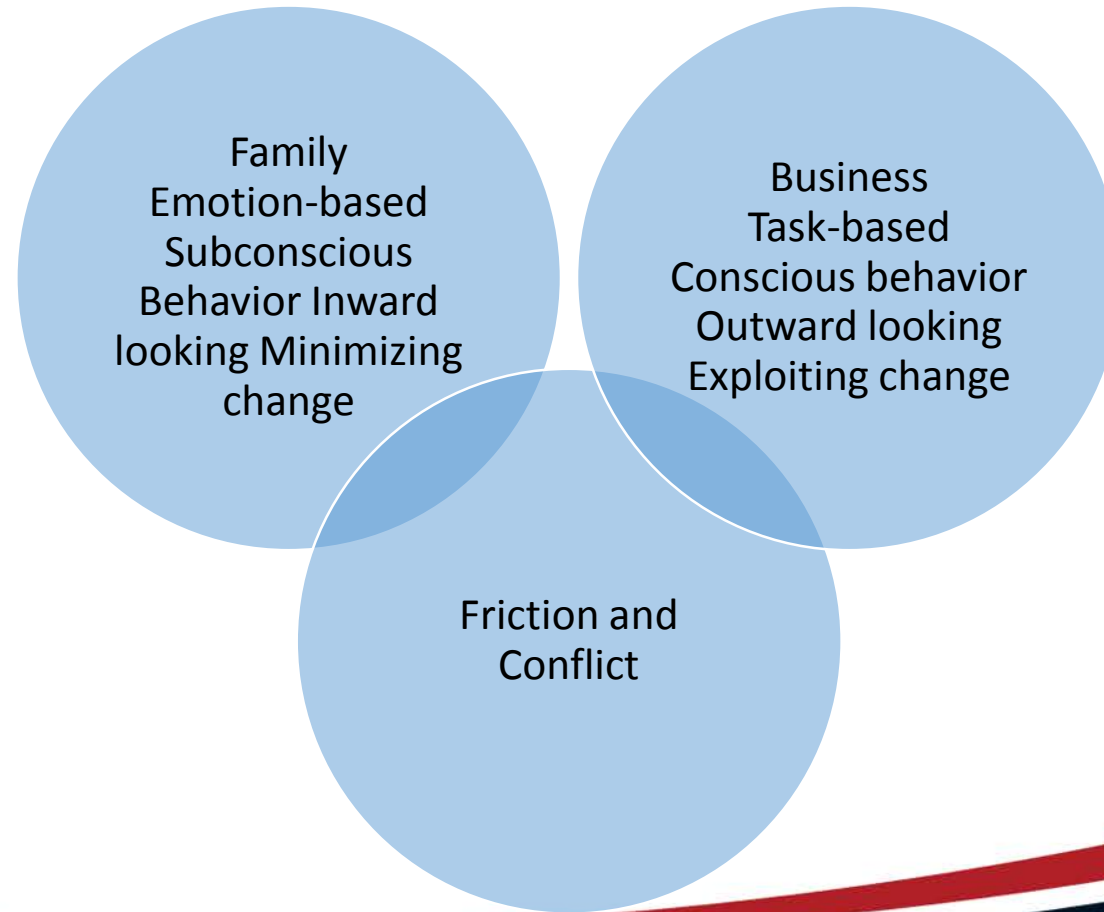 Family
Emotion-based
Subconscious
Behavior Inward
looking Minimizing
change
Business
Task-based
Conscious behavior
Outward looking
Exploiting change
Friction and
Conflict